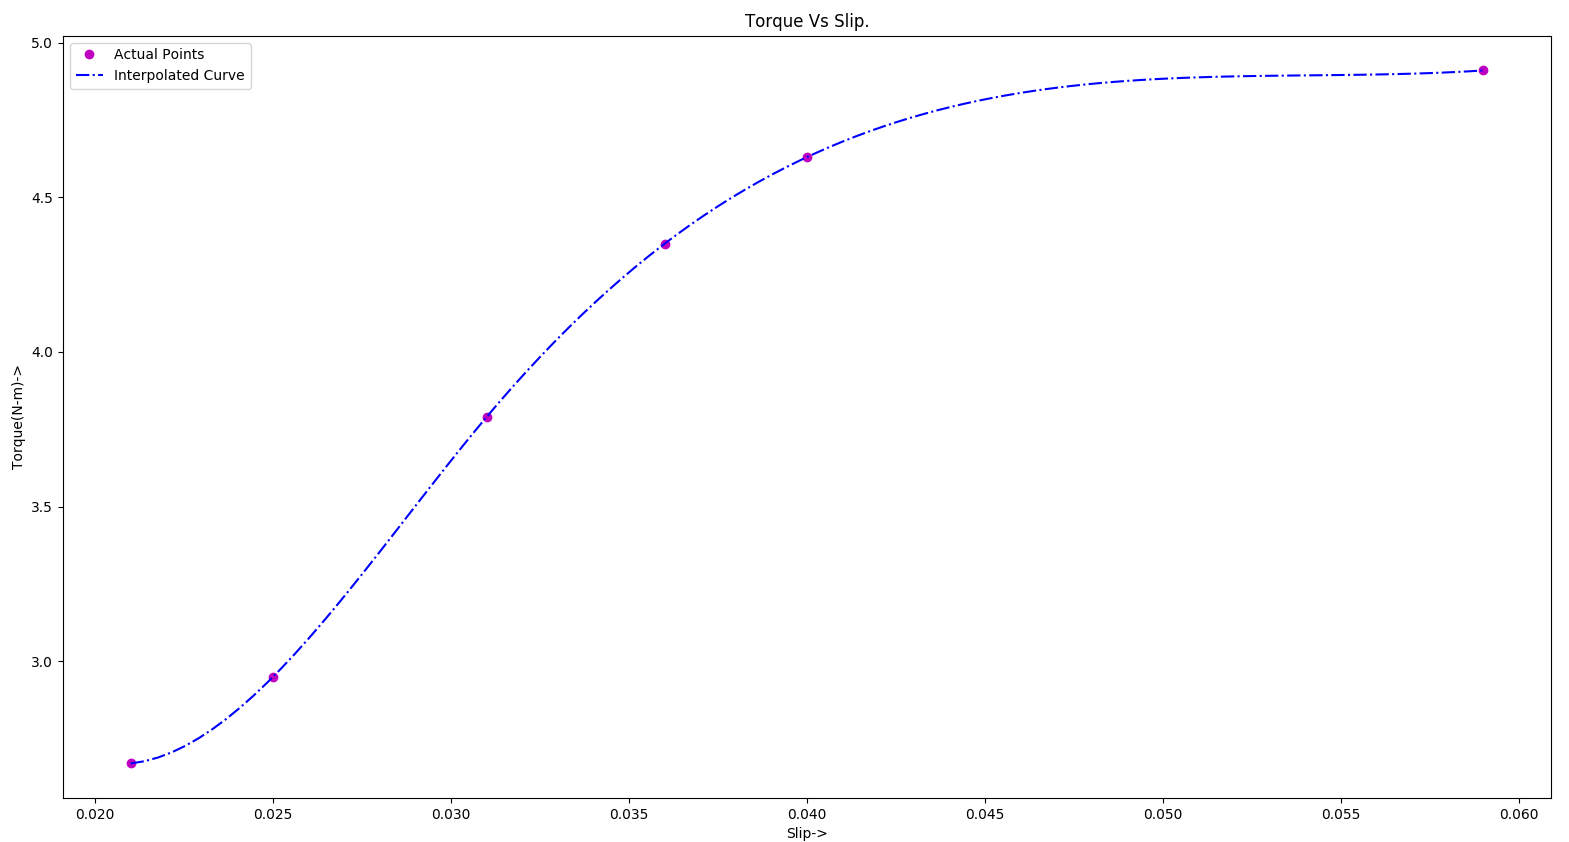 Torque Vs Slip.
Actual Points
Interpolated Curve
5.0
4.5
4.0
3.5
3.0
Torque(N-m)->
0.020 0.025 0.030 0.035 0.040 0.045 0.050 0.055 0.060
Slip->